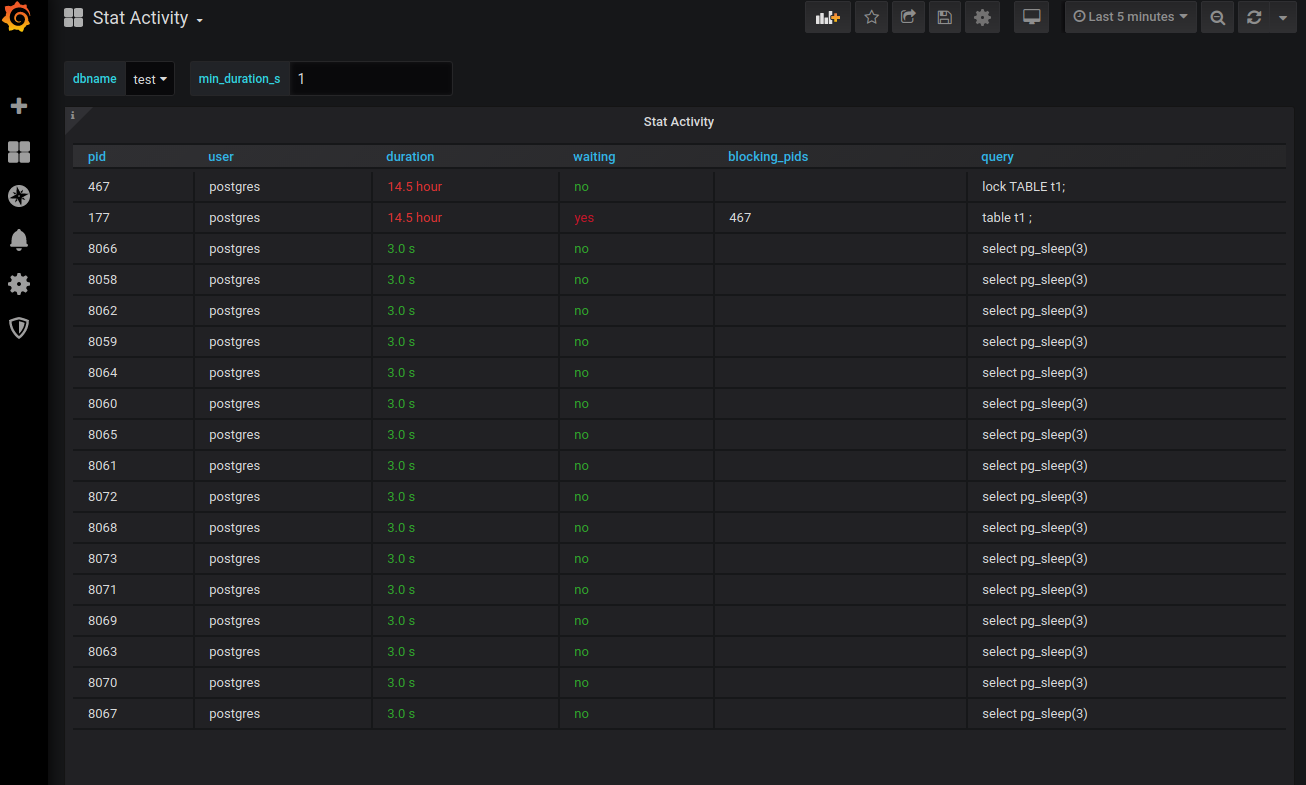 Stat Activity
Last 5 minutes
dbname test min_duration_s 1
i
Stat Activity
pid user duration waiting blocking_pids query
467 postgres 14.5 hour no lock TABLE t1;
177 postgres 14.5 hour yes 467 table t1 ;
8066 postgres 3.0 s no select pg_sleep(3)
8058 postgres 3.0 s no select pg_sleep(3)
8062 postgres 3.0 s no select pg_sleep(3)
8059 postgres 3.0 s no select pg_sleep(3)
8064 postgres 3.0 s no select pg_sleep(3)
8060 postgres 3.0 s no select pg_sleep(3)
8065 postgres 3.0 s no select pg_sleep(3)
8061 postgres 3.0 s no select pg_sleep(3)
8072 postgres 3.0 s no select pg_sleep(3)
8068 postgres 3.0 s no select pg_sleep(3)
8073 postgres 3.0 s no select pg_sleep(3)
8071 postgres 3.0 s no select pg_sleep(3)
8069 postgres 3.0 s no select pg_sleep(3)
8063 postgres 3.0 s no select pg_sleep(3)
8070 postgres 3.0 s no select pg_sleep(3)
8067 postgres 3.0 s no select pg_sleep(3)